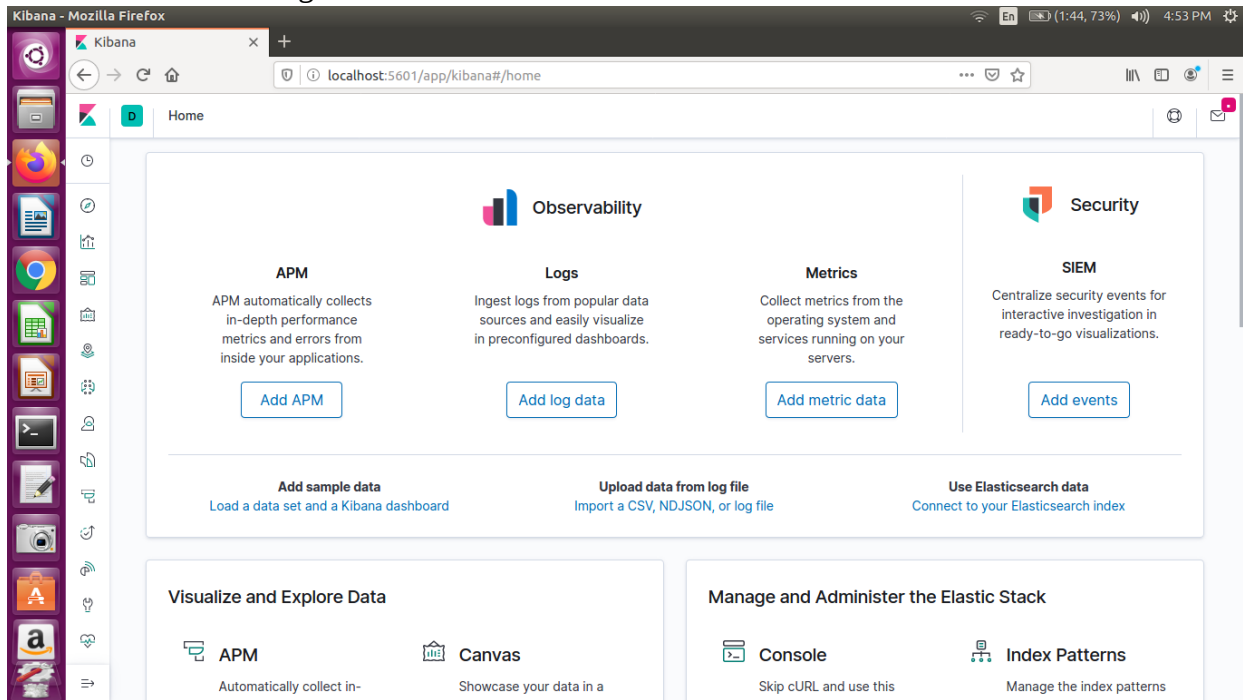 Kibana - Mozilla Firefox
En
(1:44, 73%)
4:53 PM
Kibana
localhost:5601/app/kibana#/home
D
Home
Observability
Security
APM
APM automatically collects
in-depth performance
metrics and errors from
inside your applications.
Add APM
Logs
Ingest logs from popular data
sources and easily visualize
in preconfigured dashboards.
Add log data
Metrics
Collect metrics from the
operating system and
services running on your
servers.
Add metric data
SIEM
Centralize security events for
interactive investigation in
ready-to-go visualizations.
Add events
Add sample data
Load a data set and a Kibana dashboard
Upload data from log file
Import a CSV, NDJSON, or log file
Use Elasticsearch data
Connect to your Elasticsearch index
Visualize and Explore Data
APM
Automatically collect in-
Canvas
Showcase your data in a
Manage and Administer the Elastic Stack
Console
Skip cURL and use this
Index Patterns
Manage the index patterns